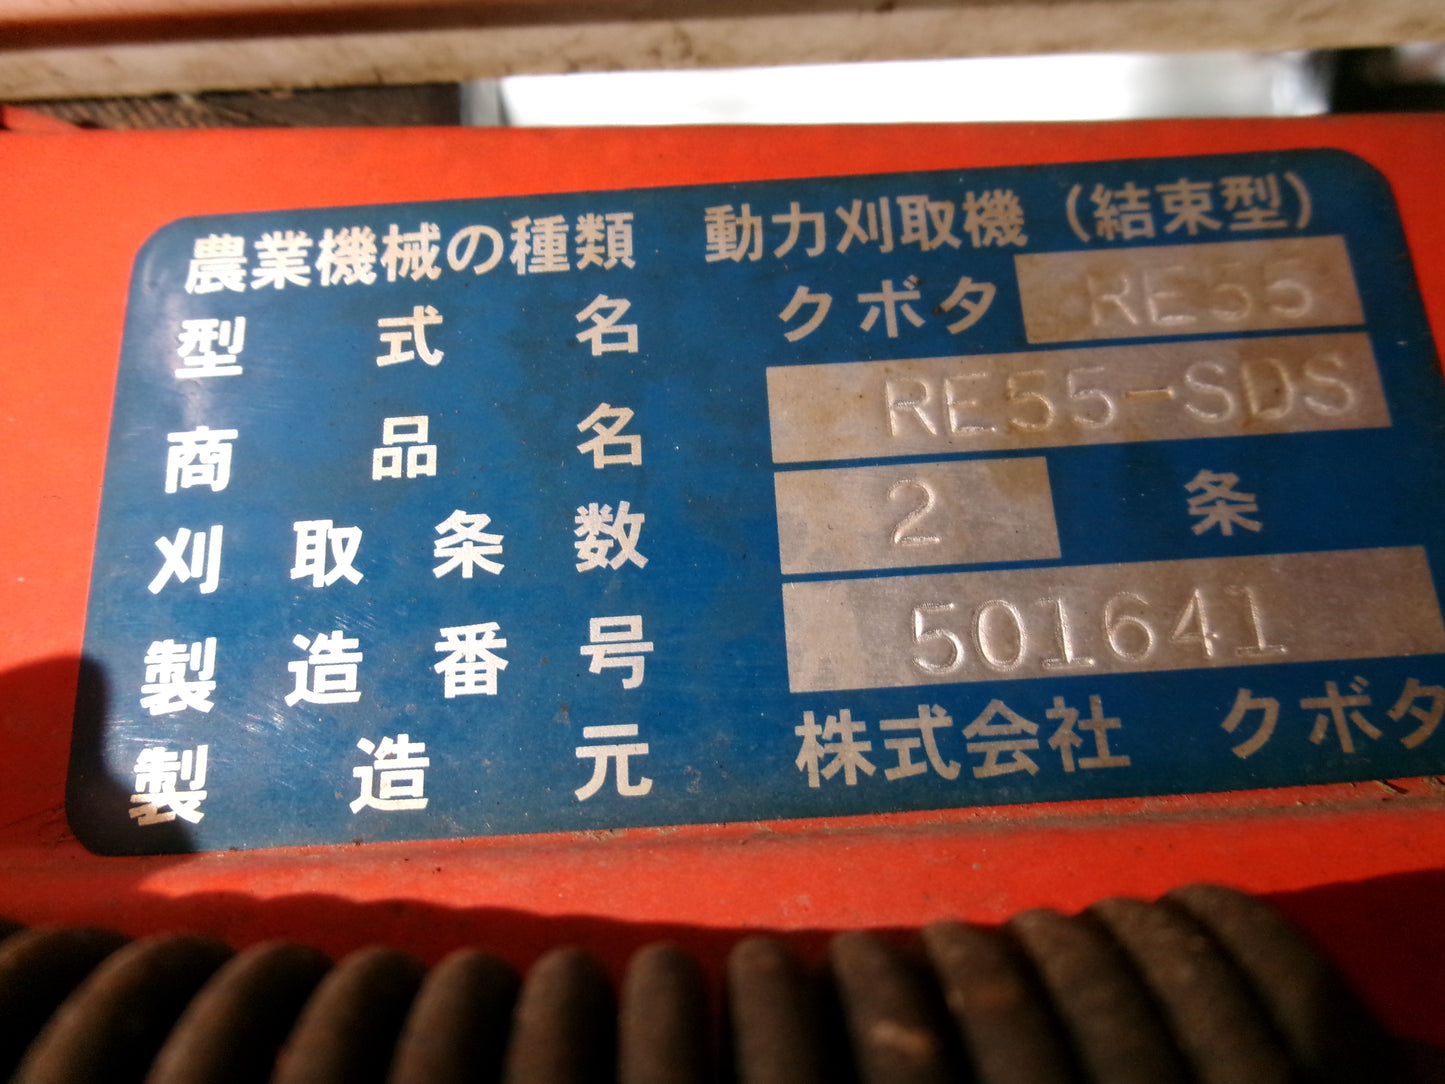 農業機械の種類 動力刈取機(結束型)
型式名 クボタ RE55
商品名 RE55-SDS
刈取条数 2条
製造番号 501641
製造元 株式会社 クボタ